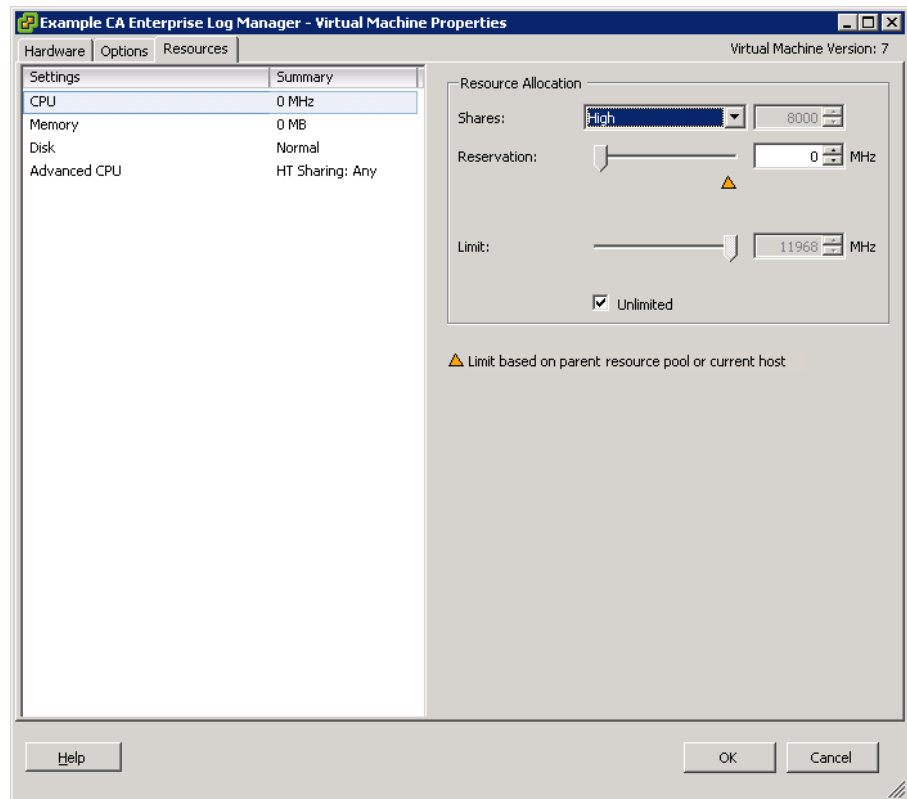 Example CA Enterprise Log Manager - Virtual Machine Properties
Hardware Options Resources Virtual Machine Version: 7
Settings Summary
CPU 0 MHz
Memory 0 MB
Disk Normal
Advanced CPU HT Sharing: Any
Resource Allocation
Shares: High 8000
Reservation: 0 MHz
Limit: 11968 MHz
Unlimited
Limit based on parent resource pool or current host
Help OK Cancel